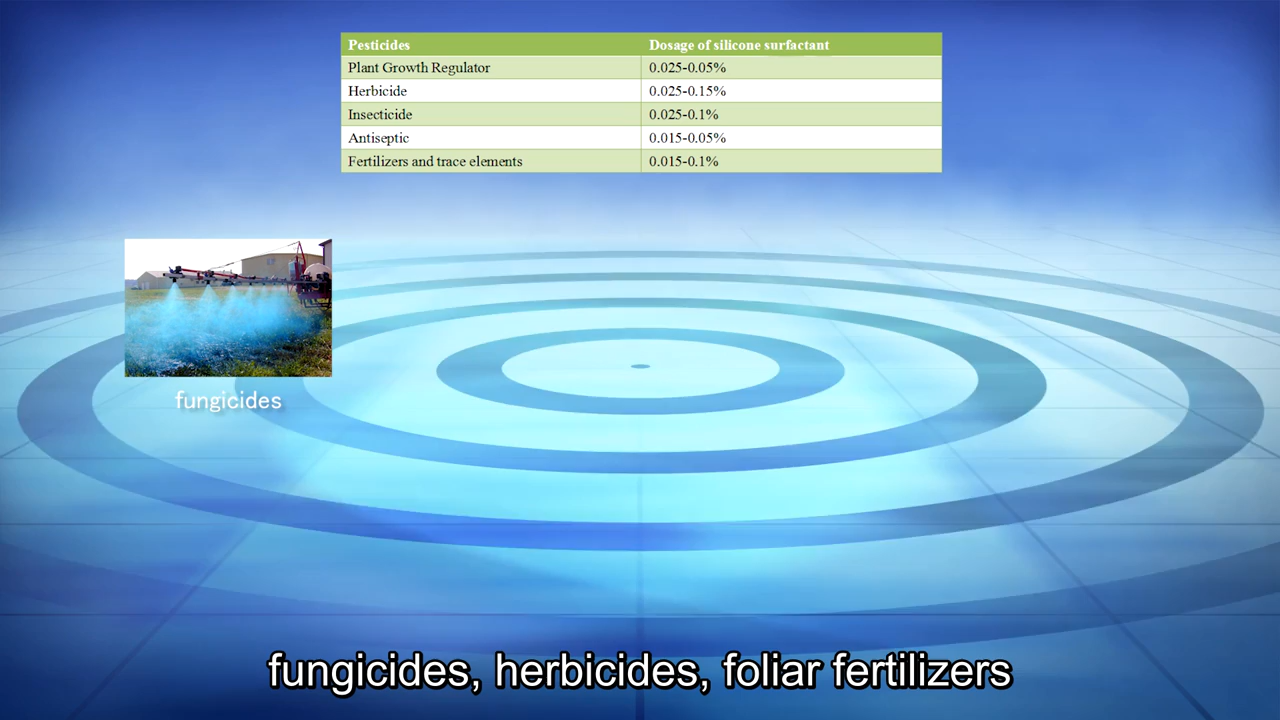 Pesticides Dosage of silicone surfactant
Plant Growth Regulator 0.025-0.05%
Herbicide 0.025-0.15%
Insecticide 0.025-0.1%
Antiseptic 0.015-0.05%
Fertilizers and trace elements 0.015-0.1%
fungicides
fungicides, herbicides, foliar fertilizers